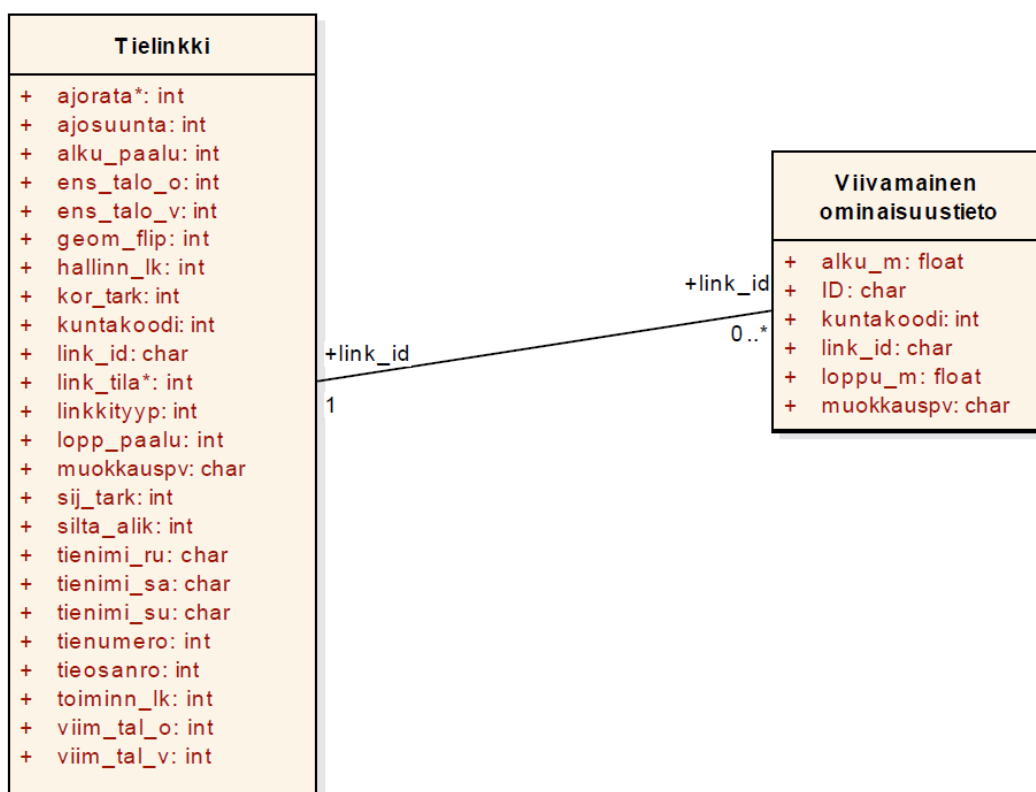 Tielinkki
+ ajorata*: int
+ ajosuunta: int
+ alku_paalu: int
+ ens_talo_o: int
+ ens_talo_v: int
+ geom_flip: int
+ hallinn_lk: int
+ kor_tark: int
+ kuntakoodi: int
+ link_id: char
+ link_tila*: int
+ linkkityyp: int
+ lopp_paalu: int
+ muokkauspv: char
+ sij_tark: int
+ silta_alik: int
+ tienimi_ru: char
+ tienimi_sa: char
+ tienimi_su: char
+ tienumero: int
+ tieosanro: int
+ toiminn_lk: int
+ viim_tal_o: int
+ viim_tal_v: int
+link_id
1
+link_id
0..*
Viivamainen
ominaisuustieto
+ alku_m: float
+ ID: char
+ kuntakoodi: int
+ link_id: char
+ loppu_m: float
+ muokkauspv: char